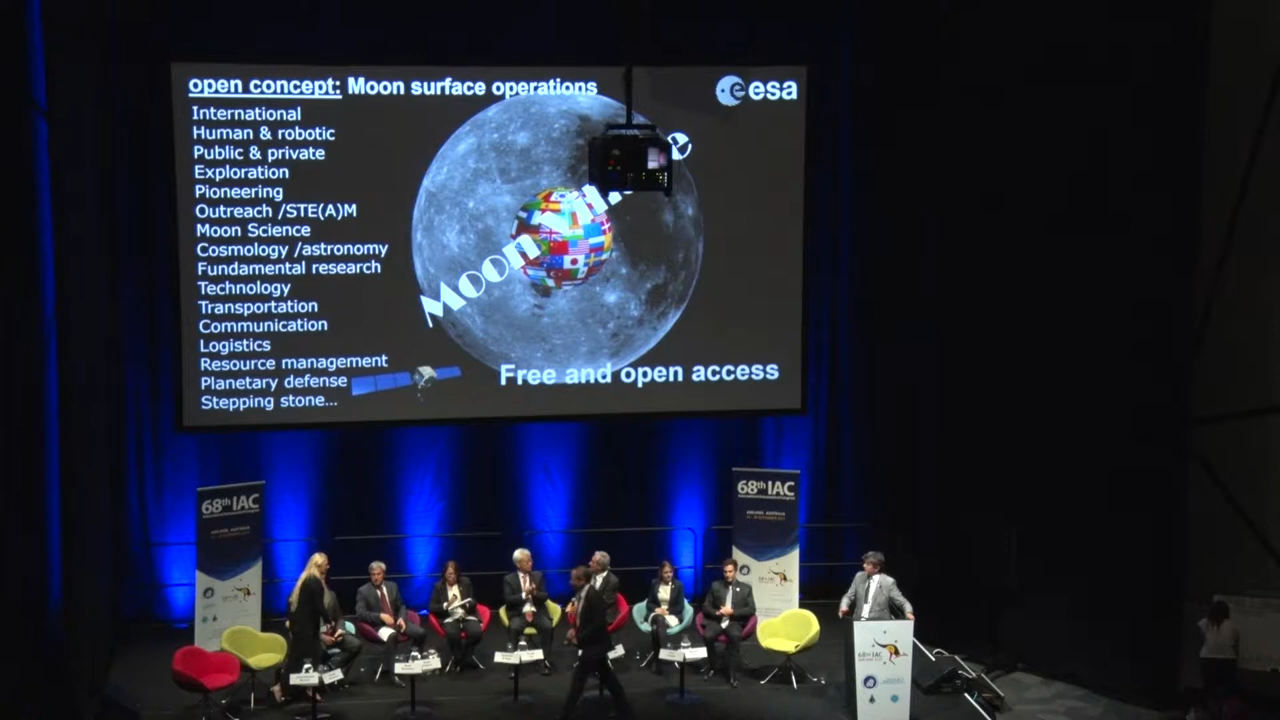 open concept: Moon surface operations
esa
International
Human & robotic
Public & private
Exploration
Pioneering
Outreach /STE(A)M
Moon Science
Cosmology /astronomy
Fundamental research
Technology
Transportation
Communication
Logistics
Resource management
Planetary defense
Stepping stone...
Moon
Free and open access
68th IAC
68th IAC
68th IAC